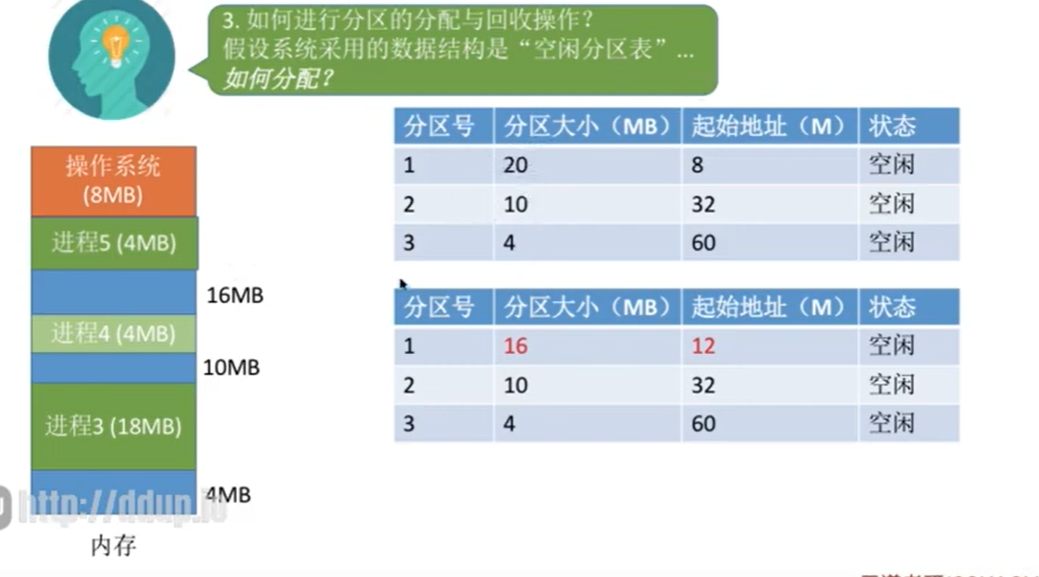 3. 如何进行分区的分配与回收操作？
假设系统采用的数据结构是“空闲分区表”...
如何分配？
分区号 分区大小（MB） 起始地址（M） 状态
1 20 8 空闲
2 10 32 空闲
3 4 60 空闲
分区号 分区大小（MB） 起始地址（M） 状态
1 16 12 空闲
2 10 32 空闲
3 4 60 空闲
操作系统
(8MB)
进程5 (4MB)
16MB
进程4 (4MB)
10MB
进程3 (18MB)
4MB
http://ddup.io
内存